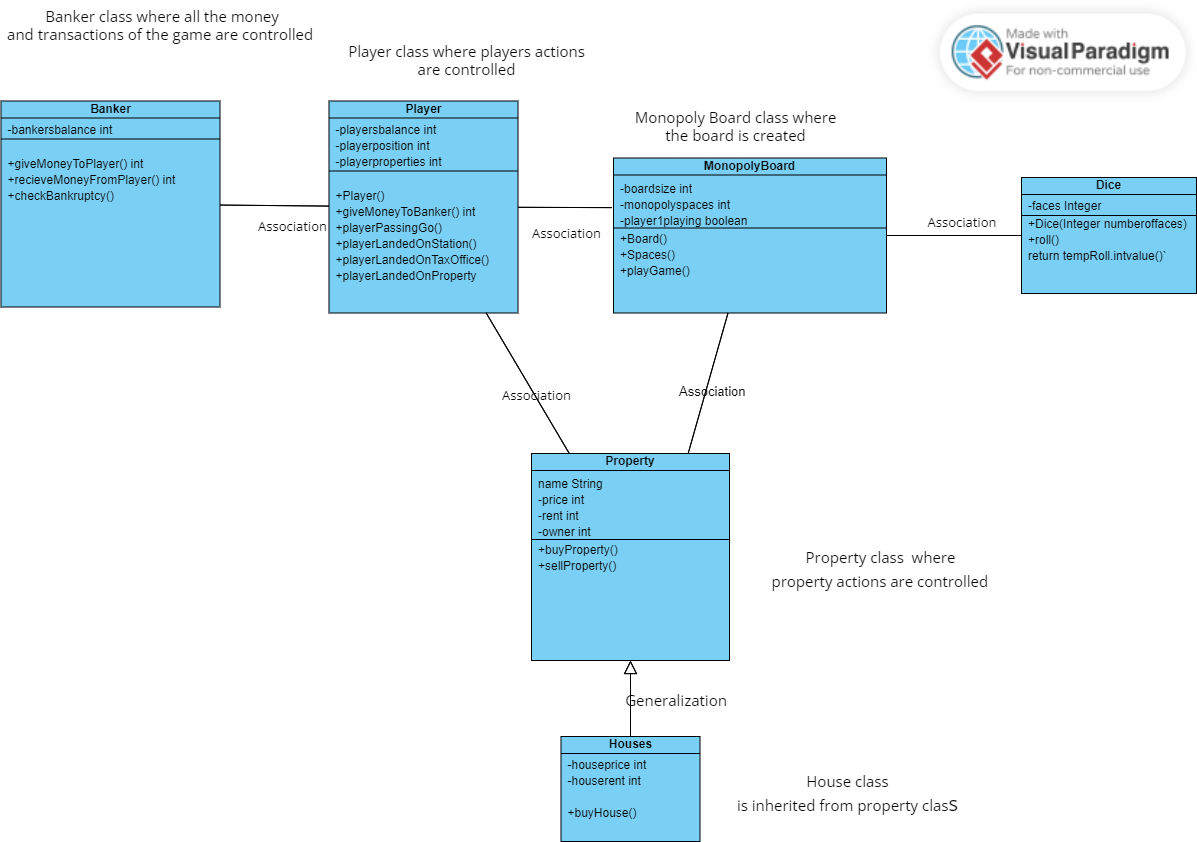 Banker class where all the money
and transactions of the game are controlled
Player class where players actions
are controlled
Made with
Visual Paradigm
For non-commercial use
Monopoly Board class where
the board is created
Banker
-bankersbalance int
+giveMoneyToPlayer() int
+recieveMoneyFromPlayer() int
+checkBankruptcy()
Association
Player
-playersbalance int
-playerposition int
-playerproperties int
+Player()
+giveMoneyToBanker() int
+playerPassingGo()
+playerLandedOnStation()
+playerLandedOnTaxOffice()
+playerLandedOnProperty
Association
MonopolyBoard
-boardsize int
-monopolyspaces int
-player1playing boolean
+Board()
+Spaces()
+playGame()
Association
Dice
-faces Integer
+Dice(Integer numberoffaces)
+roll()
return tempRoll.intvalue()`
Association
Association
Property
name String
-price int
-rent int
-owner int
+buyProperty()
+sellProperty()
Property class where
property actions are controlled
Generalization
Houses
-houseprice int
-houserent int
+buyHouse()
House class
is inherited from property clasS